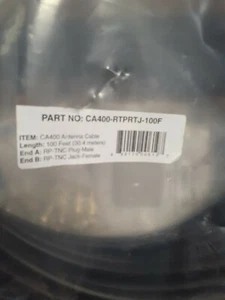 PART NO: CA400-RTPRTJ-100F
ITEM: CA400 Antenna Cable
Length: 100 Feet (30.4 meters)
End A: RP-TNC Plug Male
End B: RP-TNC Jack Female